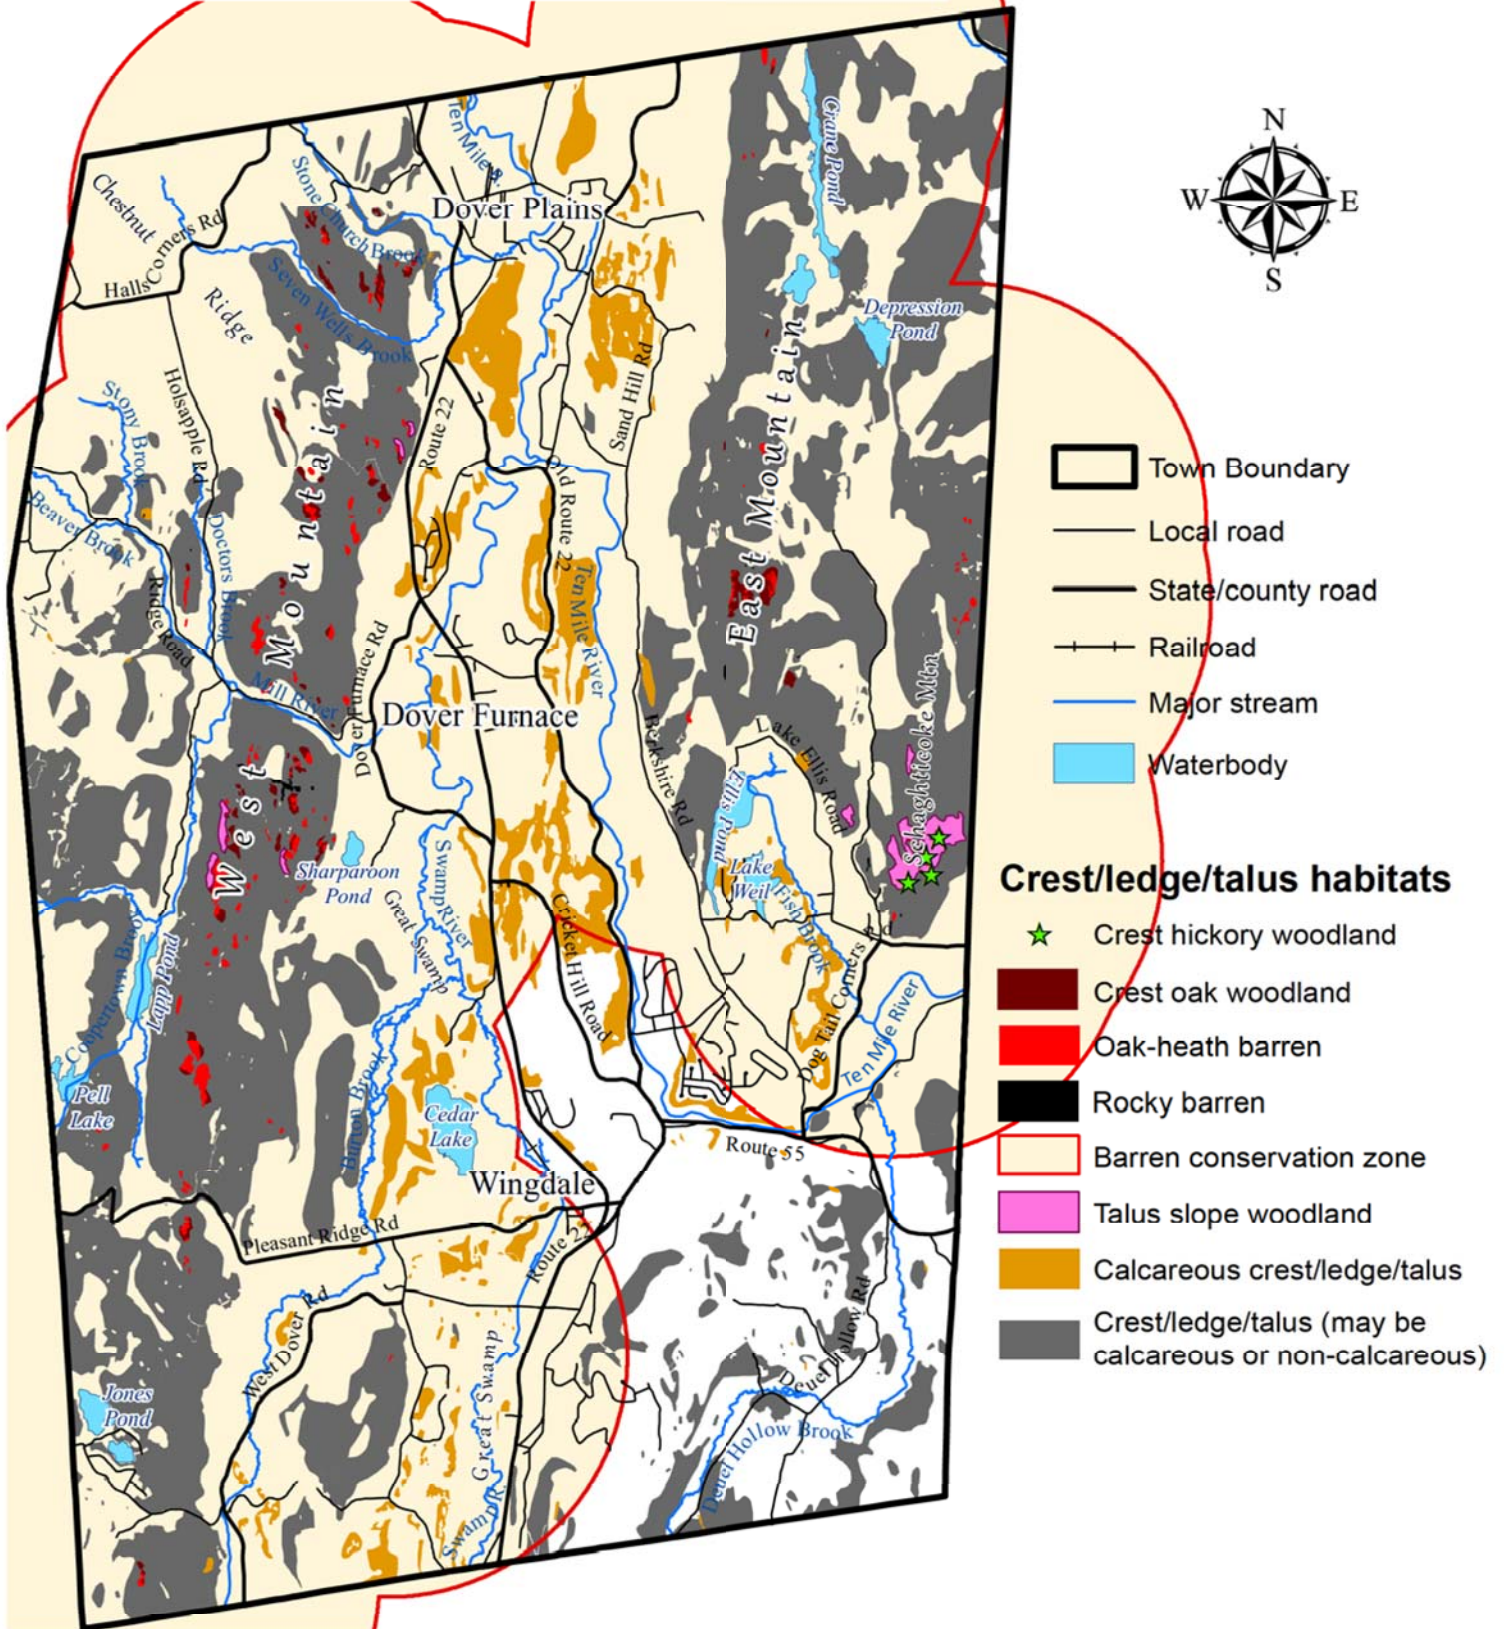 Ten Mile R.
Crane Pond
N
W
E
S
Chestnut
Ridge
Stone Church Brook
Dover Plains
Halls Corners Rd
Seven Wells Brook
Depression
Pond
Holsapple Rd
Stony Brook
Route 22
Sand Hill Rd
East Mountain
West Mountain
Old Route 22
Beaver Brook
Doctors Brook
Ridge Road
Ten Mile River
Dover Furnace Rd
Mill River
Dover Furnace
Berkshire Rd
Lake Ellis Road
Schaghticoke Mtn
Ellis Pond
Lake
Weil
Fish Brook
Sharparoon
Pond
Swamp River
Great Swamp
Cricket Hill Road
Dog Tail Corners Rd
Ten Mile River
Coopertown Brook
Lapp Pond
Pell
Lake
Burton Brook
Cedar
Lake
Route 55
Wingdale
Pleasant Ridge Rd
Route 22
West Dover Rd
Deuel Hollow Rd
Jones
Pond
Great Swamp
Deuel Hollow Brook
Swamp R.
Town Boundary
Local road
State/county road
Railroad
Major stream
Waterbody
Crest/ledge/talus habitats
Crest hickory woodland
Crest oak woodland
Oak-heath barren
Rocky barren
Barren conservation zone
Talus slope woodland
Calcareous crest/ledge/talus
Crest/ledge/talus (may be
calcareous or non-calcareous)